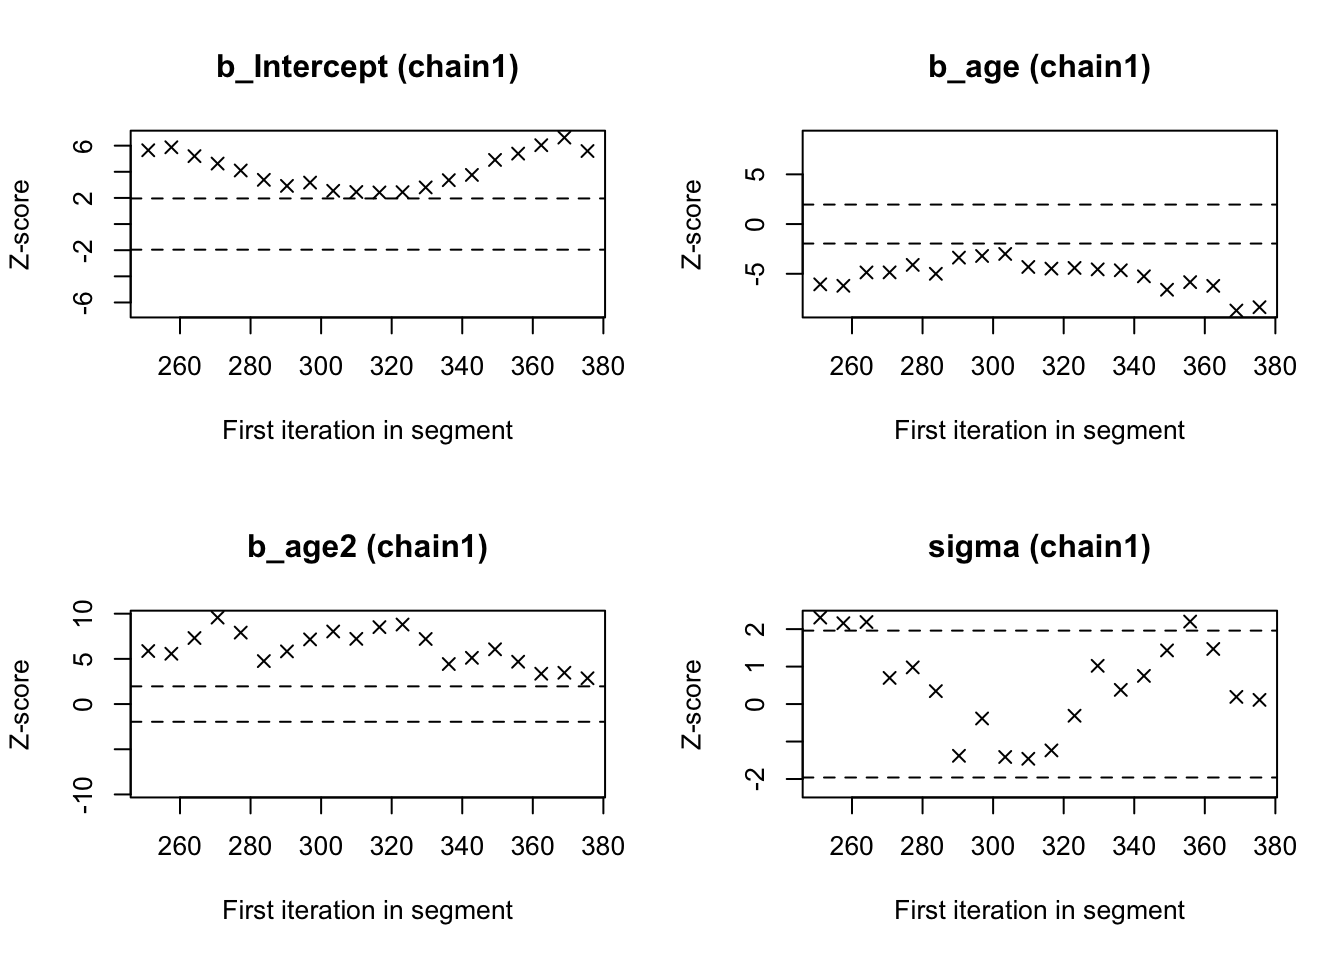 b_Intercept (chain1)
Z-score
6
2
-2
-6
260 280 300 320 340 360 380
First iteration in segment
b_age (chain1)
Z-score
5
0
-5
260 280 300 320 340 360 380
First iteration in segment
b_age2 (chain1)
Z-score
10
5
0
-10
260 280 300 320 340 360 380
First iteration in segment
sigma (chain1)
Z-score
2
1
0
-2
260 280 300 320 340 360 380
First iteration in segment